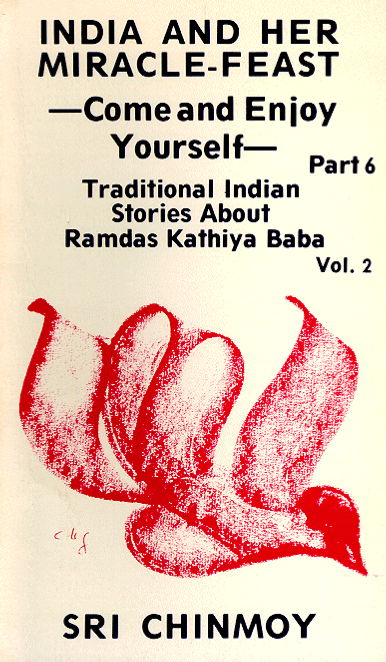 INDIA AND HER
MIRACLE-FEAST
—Come and Enjoy
Yourself—
Part 6
Traditional Indian
Stories About
Ramdas Kathiya Baba
Vol. 2
SRI CHINMOY